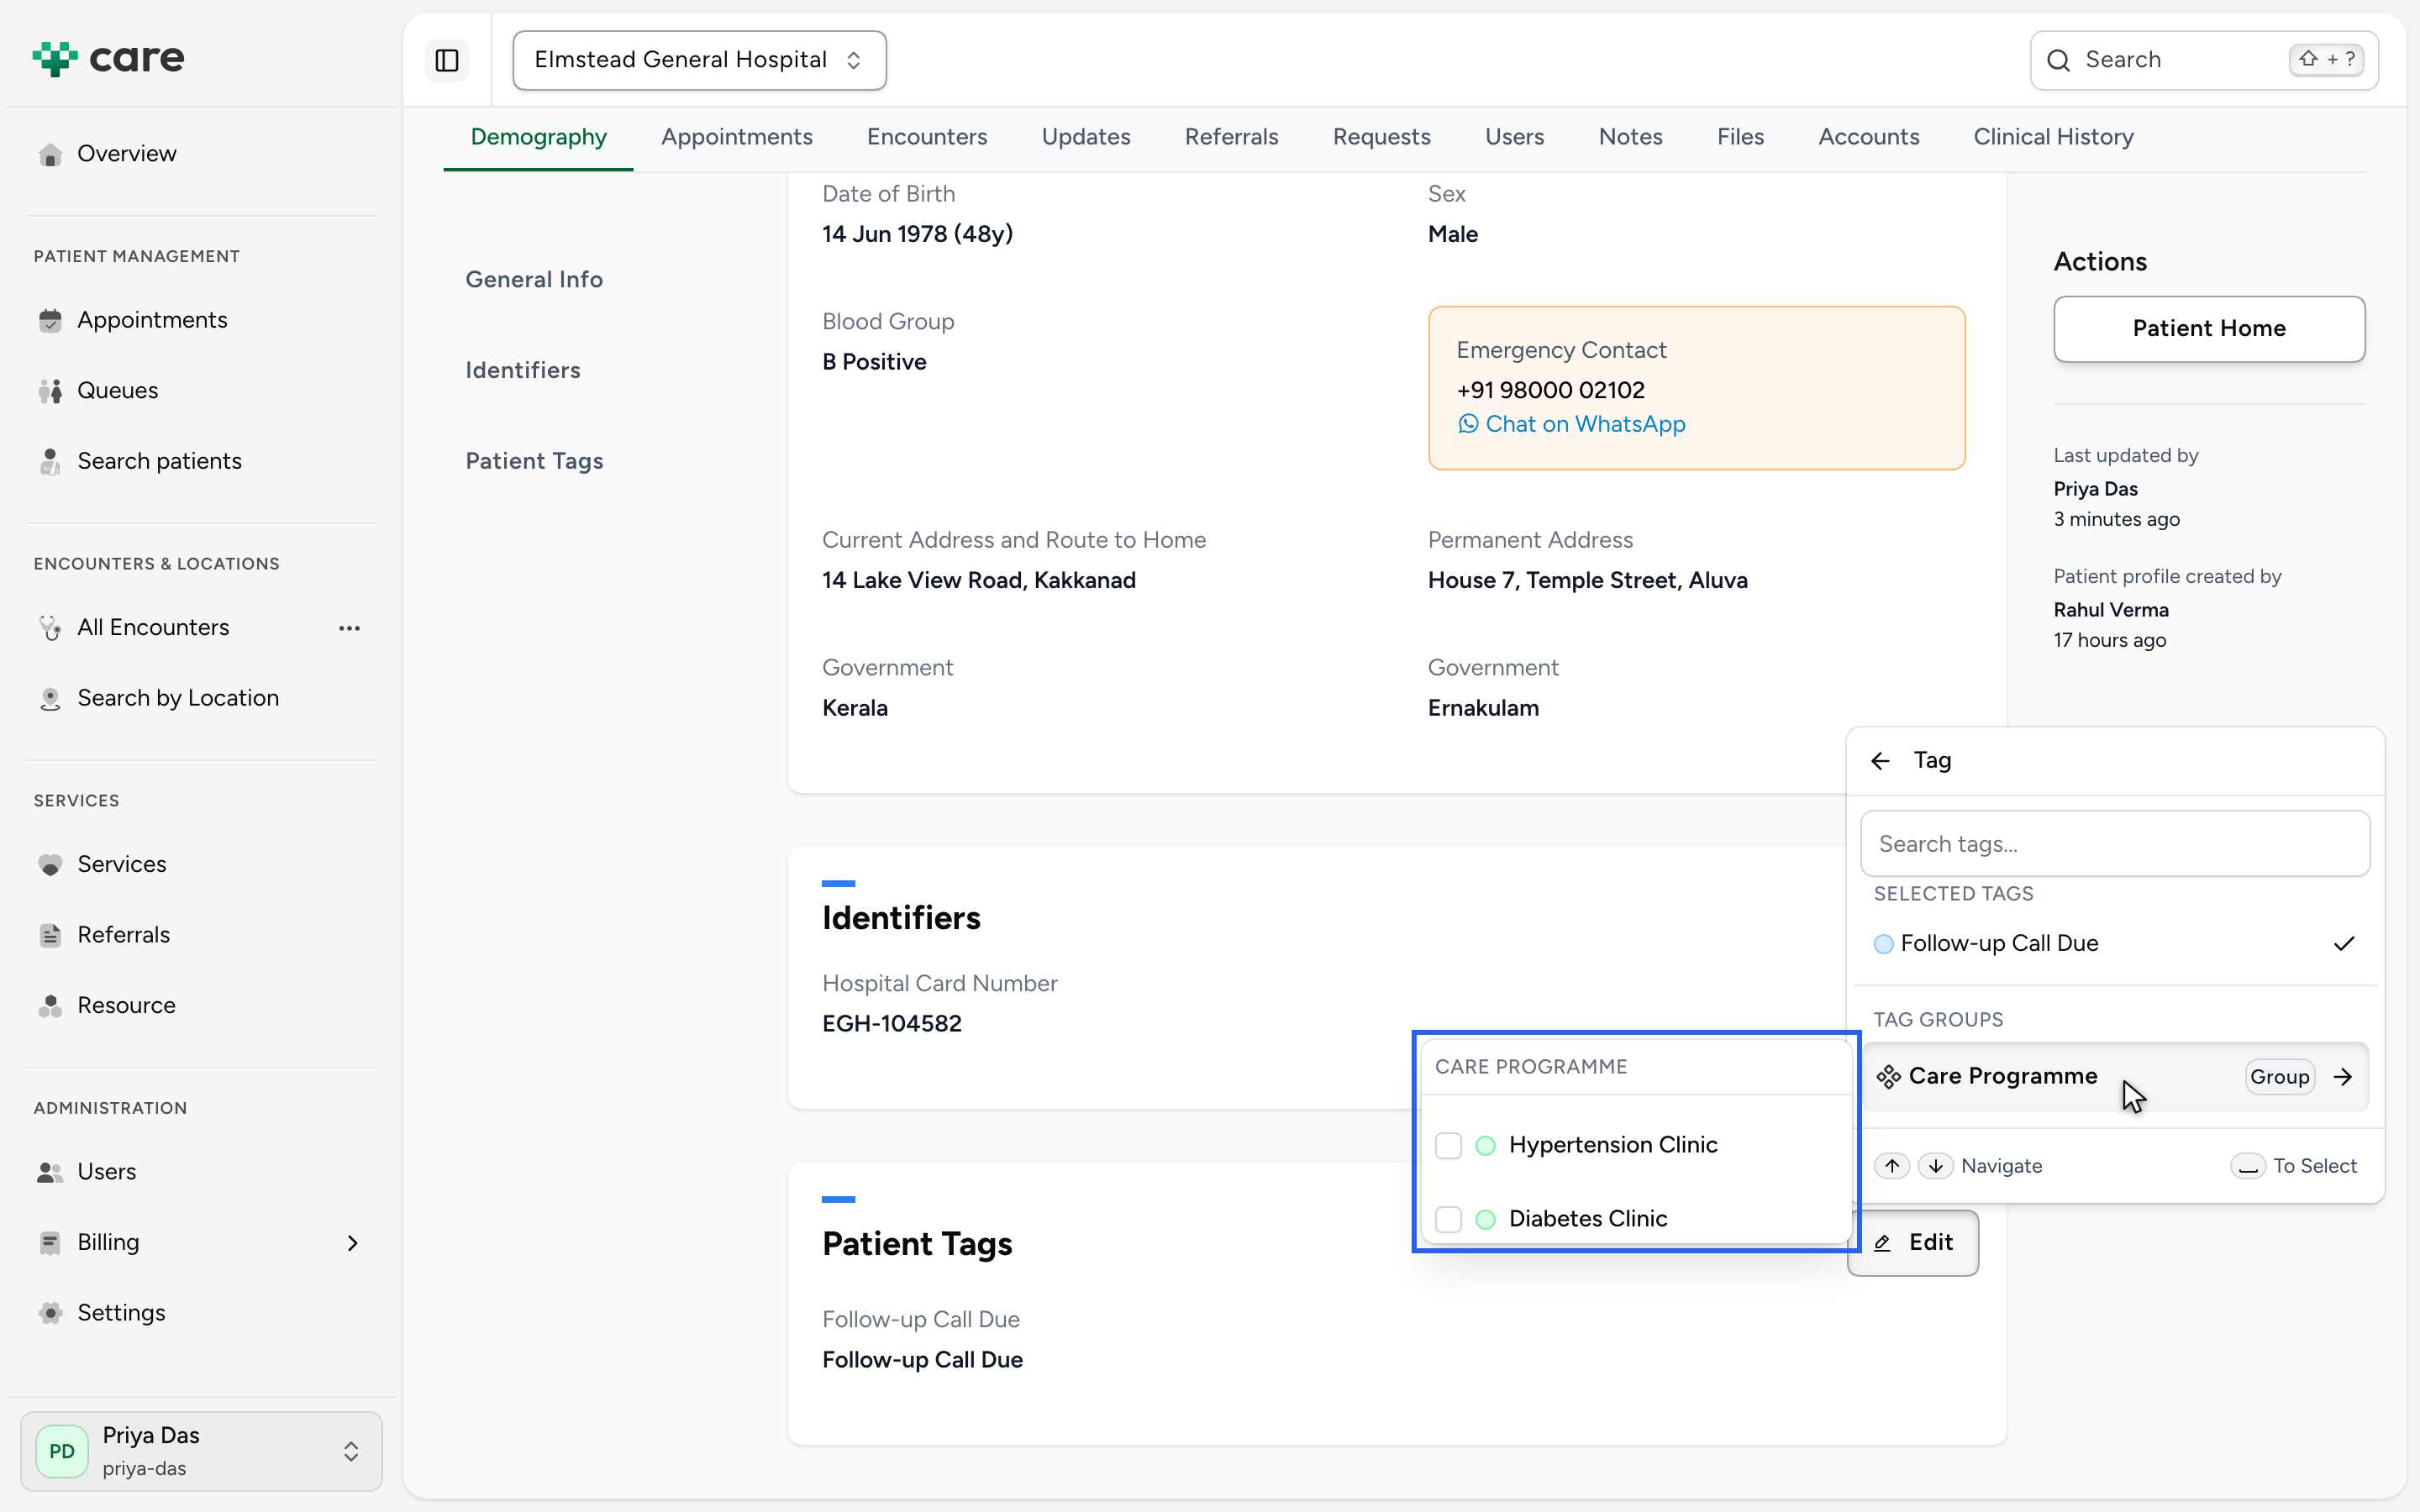 care
Elmstead General Hospital
Search
+ ?
Overview
PATIENT MANAGEMENT
Appointments
Queues
Search patients
ENCOUNTERS & LOCATIONS
All Encounters
Search by Location
SERVICES
Services
Referrals
Resource
ADMINISTRATION
Users
Billing
Settings
PD
Priya Das
priya-das
Demography Appointments Encounters Updates Referrals Requests Users Notes Files Accounts Clinical History
General Info
Identifiers
Patient Tags
Date of Birth
14 Jun 1978 (48y)
Sex
Male
Blood Group
B Positive
Emergency Contact
+91 98000 02102
Chat on WhatsApp
Current Address and Route to Home
14 Lake View Road, Kakkanad
Permanent Address
House 7, Temple Street, Aluva
Government
Kerala
Government
Ernakulam
Identifiers
Hospital Card Number
EGH-104582
Patient Tags
Follow-up Call Due
Follow-up Call Due
Edit
Actions
Patient Home
Last updated by
Priya Das
3 minutes ago
Patient profile created by
Rahul Verma
17 hours ago
Tag
Search tags...
SELECTED TAGS
Follow-up Call Due
TAG GROUPS
Care Programme Group
Navigate To Select
CARE PROGRAMME
Hypertension Clinic
Diabetes Clinic